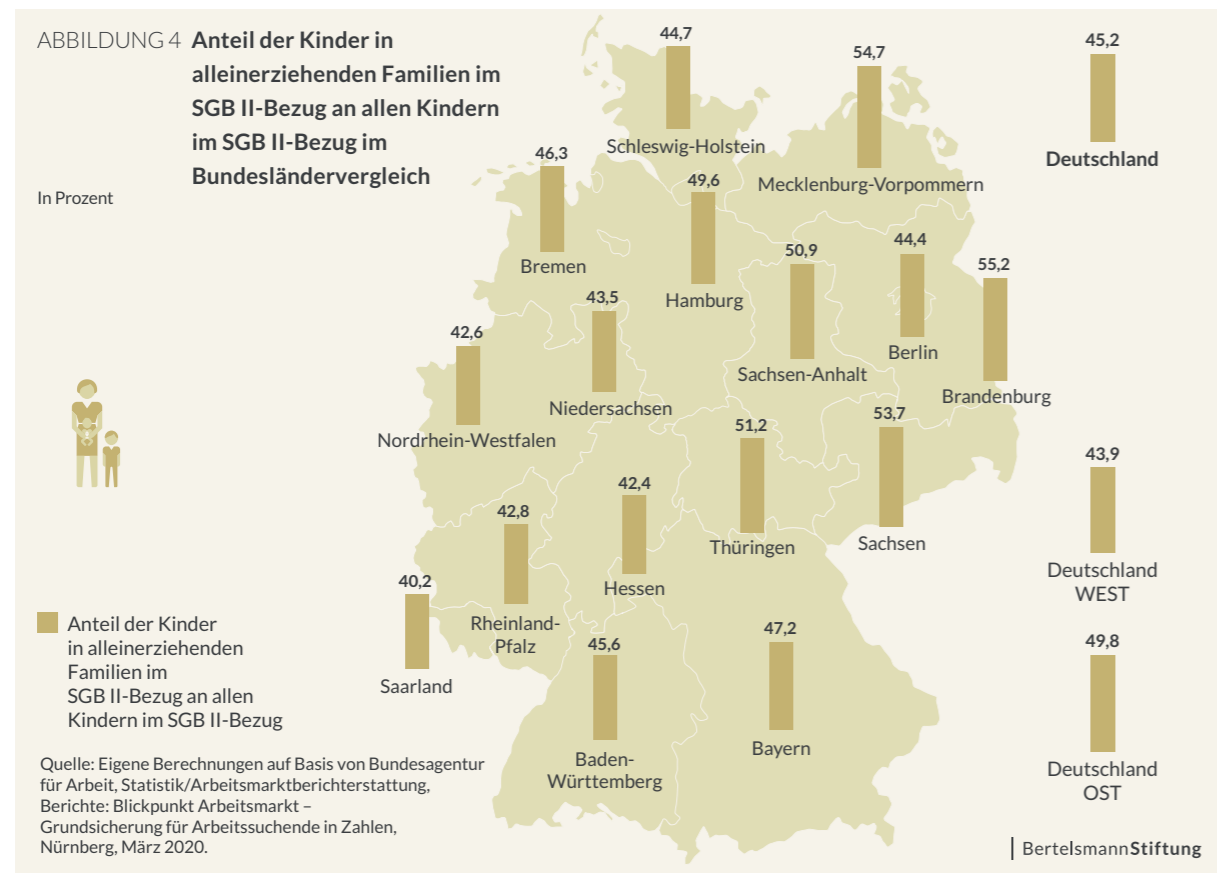 ABBILDUNG 4 Anteil der Kinder in
alleinerziehenden Familien im
SGB II-Bezug an allen Kindern
im SGB II-Bezug im
Bundesländervergleich
In Prozent
44,7
Schleswig-Holstein
54,7
Mecklenburg-Vorpommern
45,2
Deutschland
46,3
Bremen
49,6
Hamburg
50,9
Sachsen-Anhalt
44,4
Berlin
55,2
Brandenburg
43,5
Niedersachsen
42,6
Nordrhein-Westfalen
51,2
Thüringen
53,7
Sachsen
42,4
Hessen
42,8
Rheinland-
Pfalz
40,2
Saarland
45,6
Baden-
Württemberg
47,2
Bayern
43,9
Deutschland
WEST
49,8
Deutschland
OST
Anteil der Kinder
in alleinerziehenden
Familien im
SGB II-Bezug an allen
Kindern im SGB II-Bezug
Quelle: Eigene Berechnungen auf Basis von Bundesagentur
für Arbeit, Statistik/Arbeitsmarktberichterstattung,
Berichte: Blickpunkt Arbeitsmarkt –
Grundsicherung für Arbeitssuchende in Zahlen,
Nürnberg, März 2020.
BertelsmannStiftung